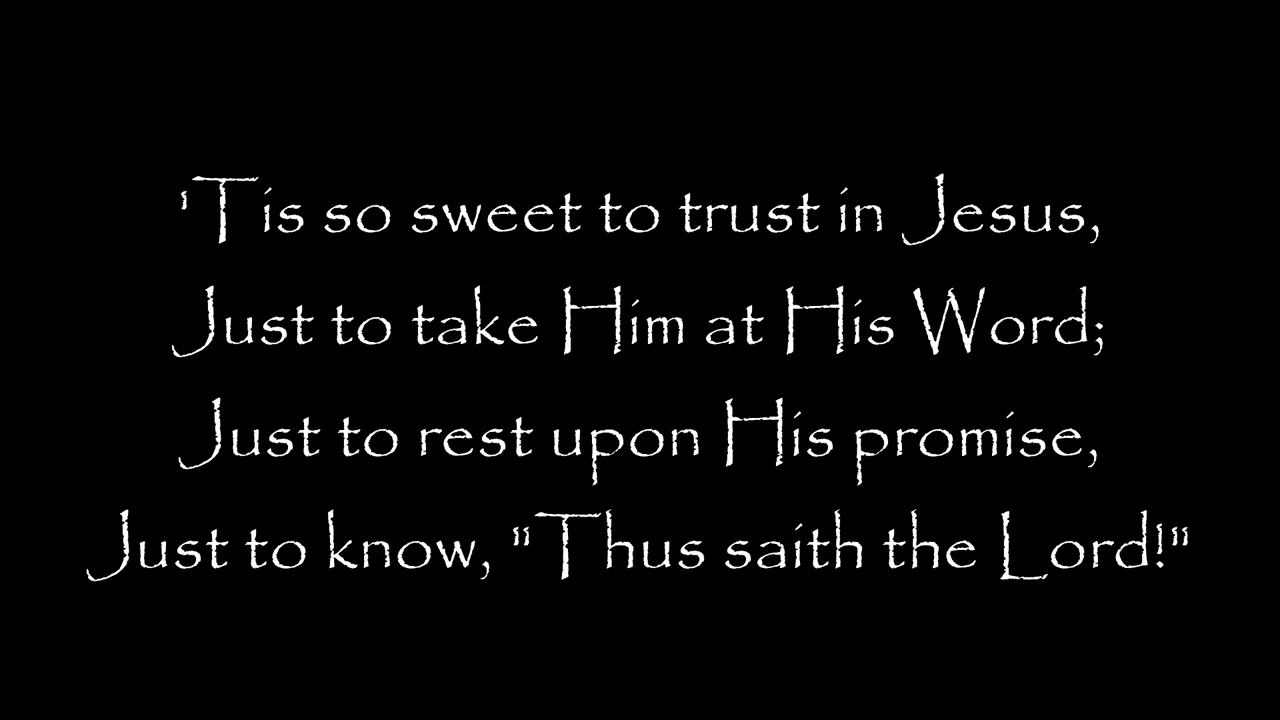 'Tis so sweet to trust in Jesus,
Just to take Him at His Word;
Just to rest upon His promise,
Just to know, "Thus saith the Lord!"